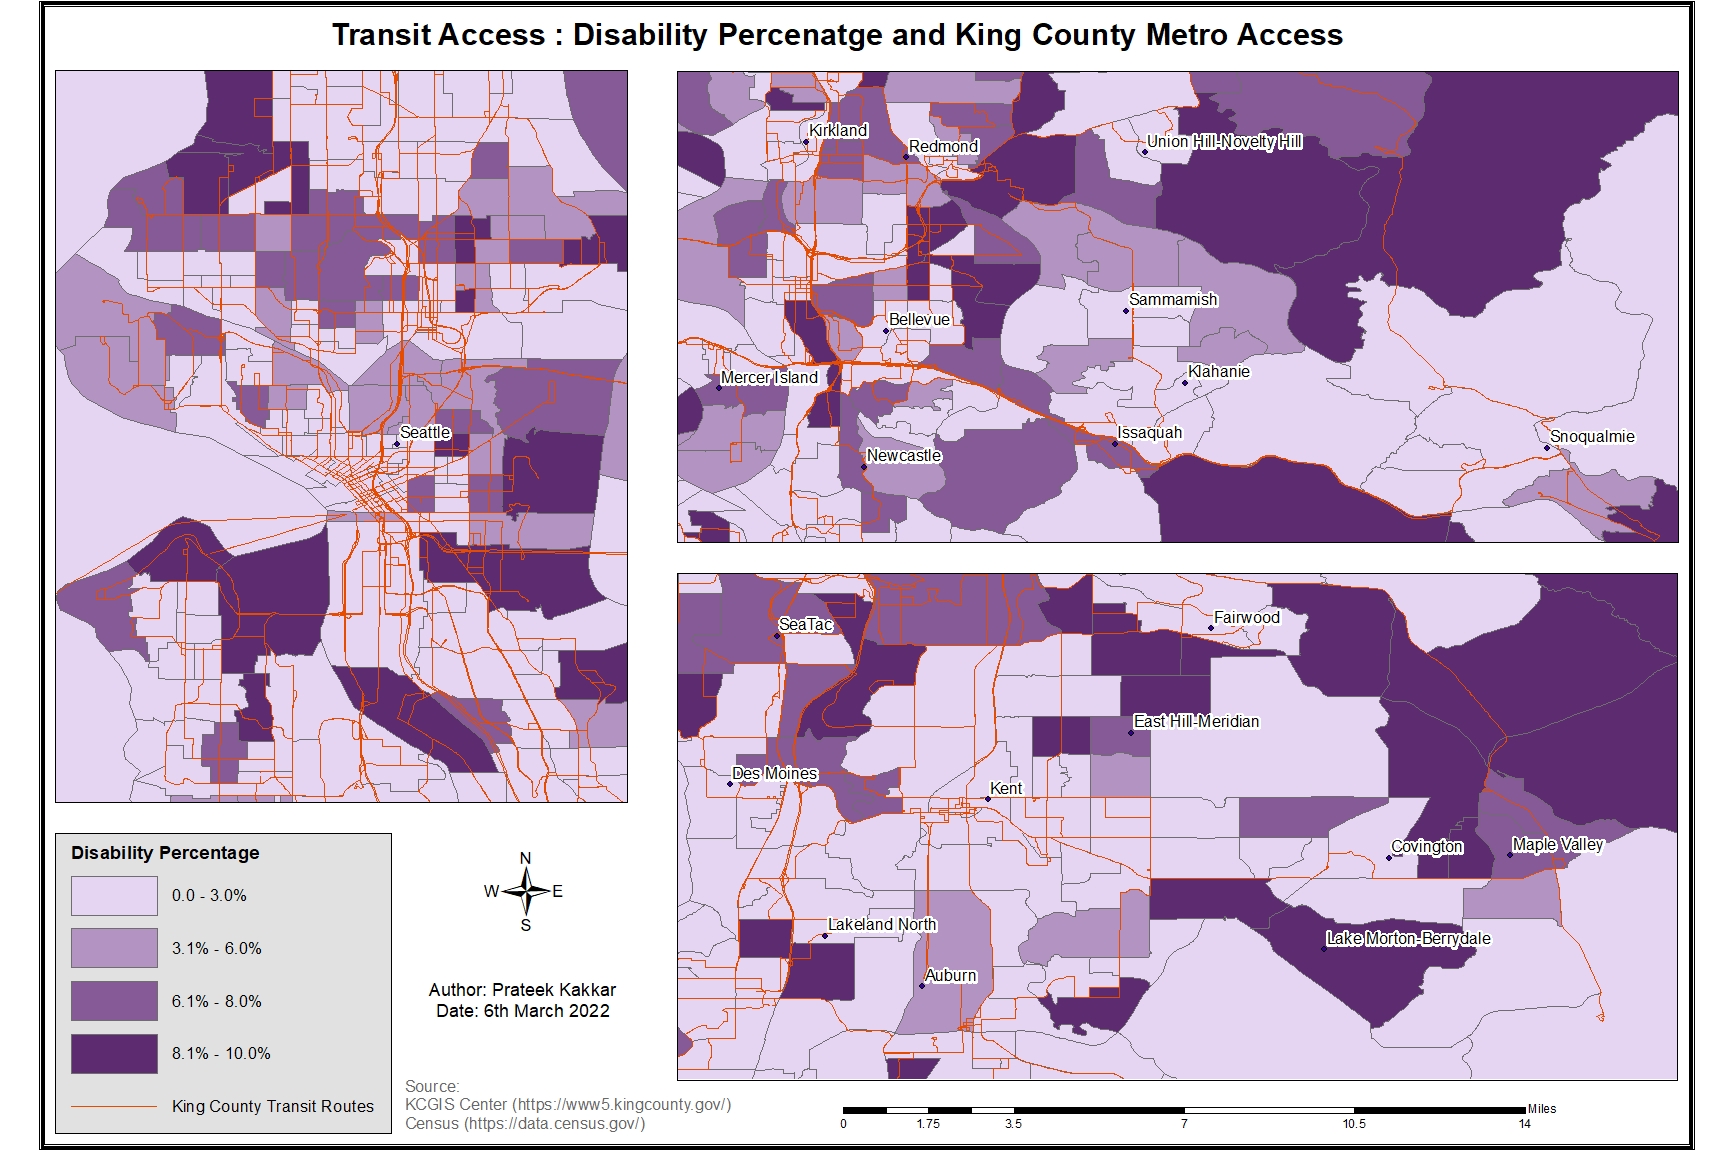 Transit Access : Disability Percenatge and King County Metro Access
Seattle
Kirkland
Redmond
Union Hill-Novelty Hill
Sammamish
Bellevue
Mercer Island
Klahanie
Issaquah
Snoqualmie
Newcastle
SeaTac
Fairwood
East Hill-Meridian
Des Moines
Kent
Covington
Maple Valley
Lakeland North
Lake Morton-Berrydale
Auburn
Disability Percentage
0.0 - 3.0%
3.1% - 6.0%
6.1% - 8.0%
8.1% - 10.0%
King County Transit Routes
N
W E
S
Author: Prateek Kakkar
Date: 6th March 2022
Source:
KCGIS Center (https://www5.kingcounty.gov/)
Census (https://data.census.gov/)
Miles
0 1.75 3.5 7 10.5 14